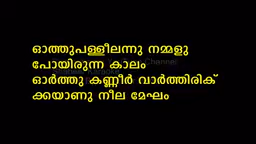 ഓത്തുപള്ളീലന്നു നമ്മളു
പോയിരുന്ന കാലം
ഓർത്തു കണ്ണീർ വാർത്തിരിക്
ക്കയാണു നീല മേഘം